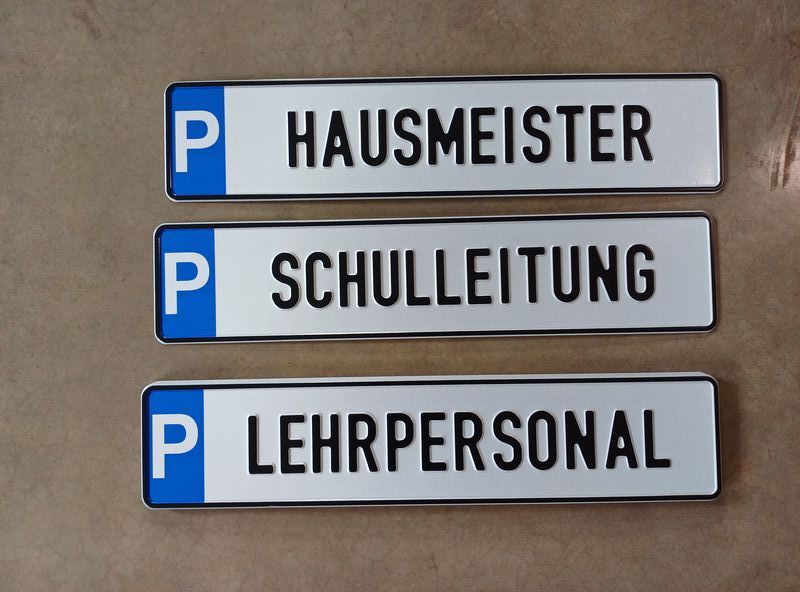 P HAUSMEISTER
P SCHULLEITUNG
P LEHRPERSONAL